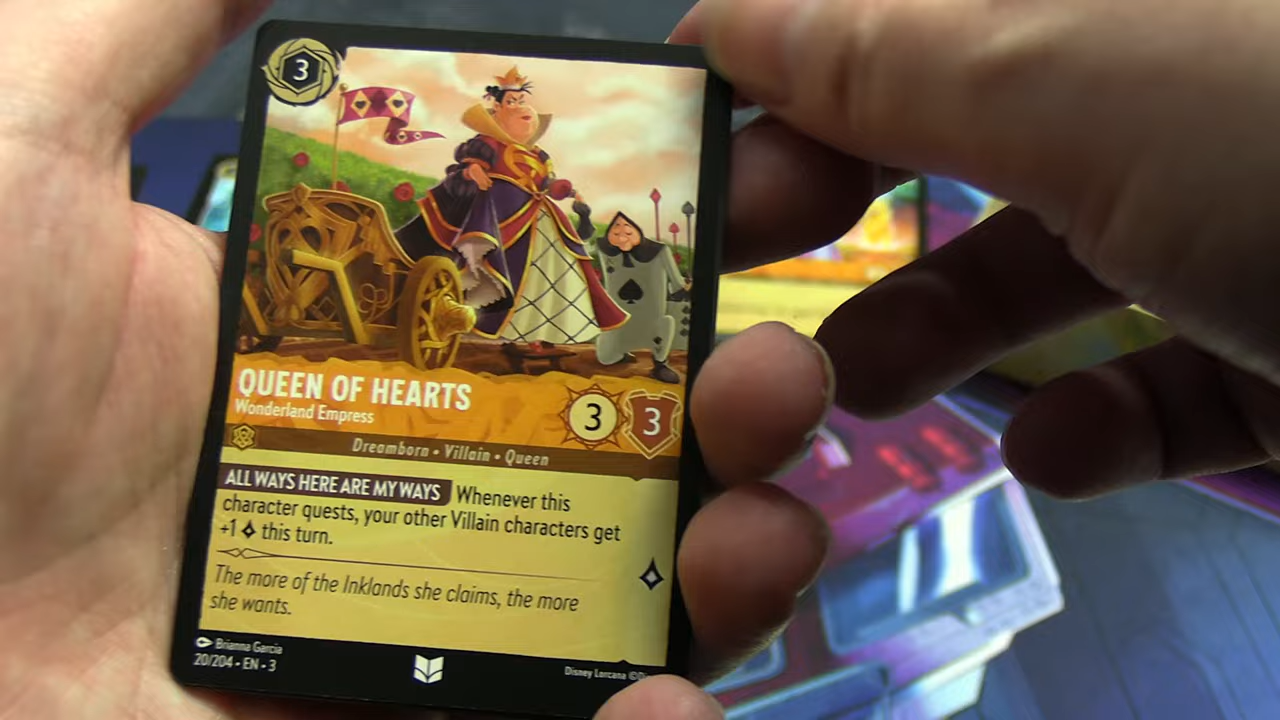 3
QUEEN OF HEARTS
Wonderland Empress
3 3
Dreamborn • Villain • Queen
ALL WAYS HERE ARE MY WAYS Whenever this
character quests, your other Villain characters get
+1 this turn.
The more of the Inklands she claims, the more
she wants.
Brianna Garcia
20/204 • EN • 3
Disney Lorcana ©